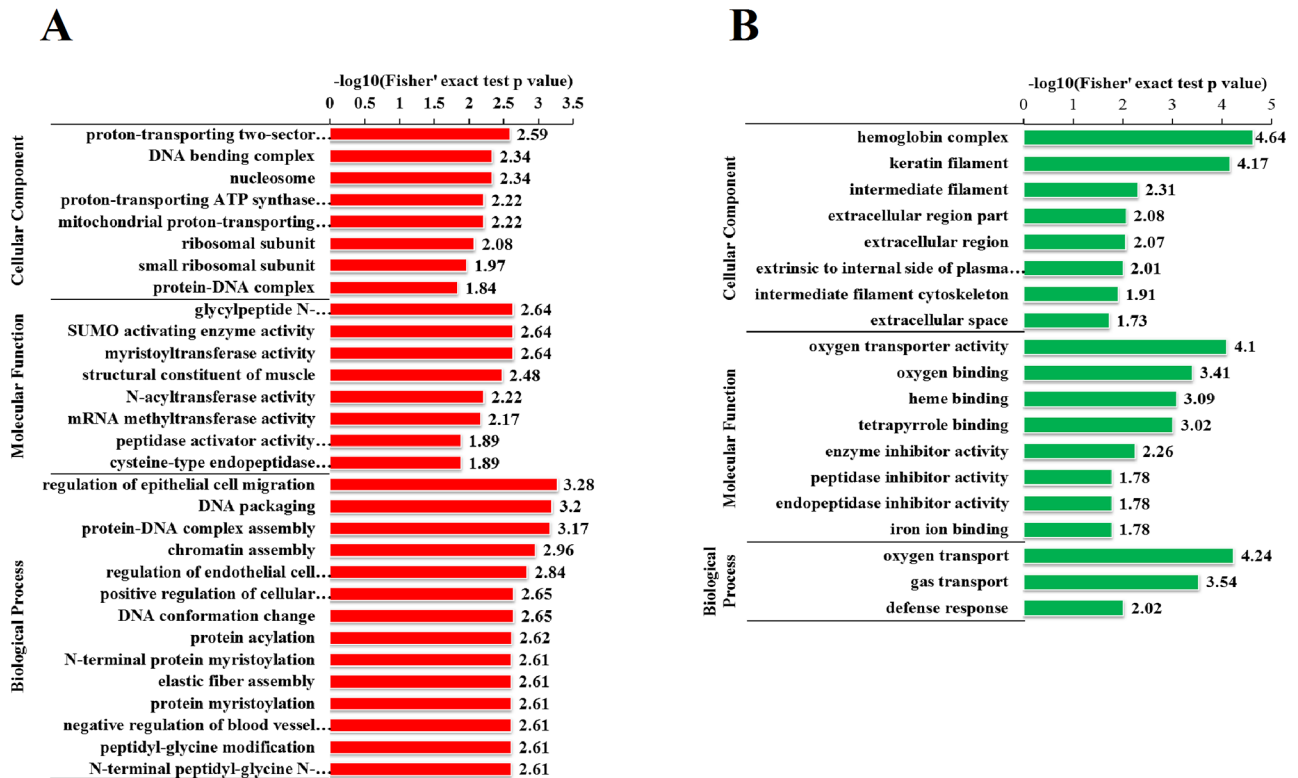 A
-log10(Fisher' exact test p value)
0 0.5 1 1.5 2 2.5 3 3.5
Cellular Component
proton-transporting two-sector... 2.59
DNA bending complex 2.34
nucleosome 2.34
proton-transporting ATP synthase... 2.22
mitochondrial proton-transporting... 2.22
ribosomal subunit 2.08
small ribosomal subunit 1.97
protein-DNA complex 1.84
Molecular Function
glycylpeptide N-... 2.64
SUMO activating enzyme activity 2.64
myristoyltransferase activity 2.64
structural constituent of muscle 2.48
N-acyltransferase activity 2.22
mRNA methyltransferase activity 2.17
peptidase activator activity... 1.89
cysteine-type endopeptidase... 1.89
Biological Process
regulation of epithelial cell migration 3.28
DNA packaging 3.2
protein-DNA complex assembly 3.17
chromatin assembly 2.96
regulation of endothelial cell... 2.84
positive regulation of cellular... 2.65
DNA conformation change 2.65
protein acylation 2.62
N-terminal protein myristoylation 2.61
elastic fiber assembly 2.61
protein myristoylation 2.61
negative regulation of blood vessel... 2.61
peptidyl-glycine modification 2.61
N-terminal peptidyl-glycine N-... 2.61
B
-log10(Fisher' exact test p value)
0 1 2 3 4 5
Cellular Component
hemoglobin complex 4.64
keratin filament 4.17
intermediate filament 2.31
extracellular region part 2.08
extracellular region 2.07
extrinsic to internal side of plasma... 2.01
intermediate filament cytoskeleton 1.91
extracellular space 1.73
Molecular Function
oxygen transporter activity 4.1
oxygen binding 3.41
heme binding 3.09
tetrapyrrole binding 3.02
enzyme inhibitor activity 2.26
peptidase inhibitor activity 1.78
endopeptidase inhibitor activity 1.78
iron ion binding 1.78
Biological
Process
oxygen transport 4.24
gas transport 3.54
defense response 2.02